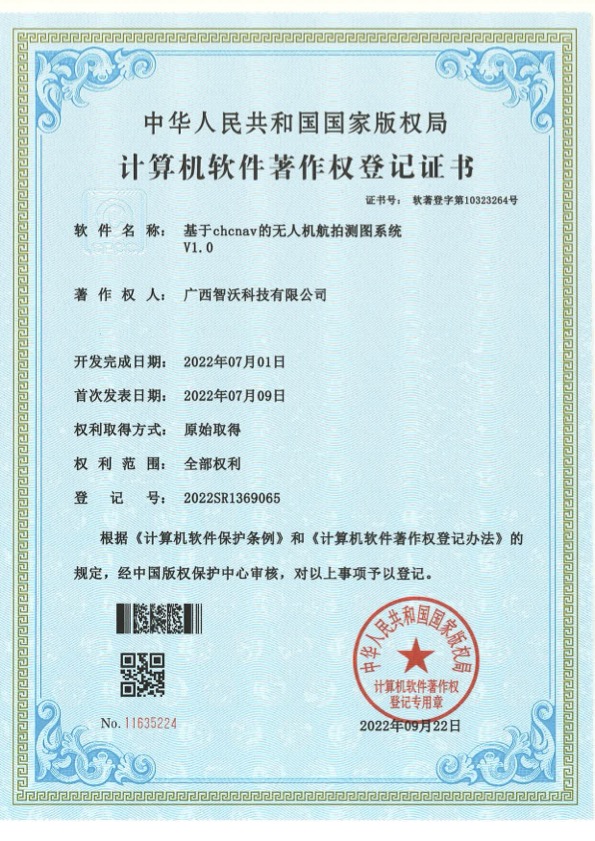 中华人民共和国国家版权局
计算机软件著作权登记证书
证书号： 软著登字第10323264号
软件名称： 基于chcnav的无人机航拍测图系统
V1.0
著作权人： 广西智沃科技有限公司
开发完成日期： 2022年07月01日
首次发表日期： 2022年07月09日
权利取得方式： 原始取得
权利范围： 全部权利
登记号： 2022SR1369065
根据《计算机软件保护条例》和《计算机软件著作权登记办法》的
规定，经中国版权保护中心审核，对以上事项予以登记。
中华人民共和国国家版权局
计算机软件著作权
登记专用章
No. 11635224
2022年09月22日